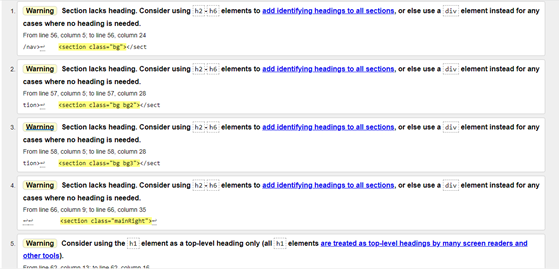 1. Warning Section lacks heading. Consider using h2-h6 elements to add identifying headings to all sections, or else use a div element instead for any
cases where no heading is needed.
From line 56, column 5; to line 56, column 24
/nav>↩ <section class="bg"></sect
2. Warning Section lacks heading. Consider using h2-h6 elements to add identifying headings to all sections, or else use a div element instead for any
cases where no heading is needed.
From line 57, column 5; to line 57, column 28
tion>↩ <section class="bg bg2"></sect
3. Warning Section lacks heading. Consider using h2-h6 elements to add identifying headings to all sections, or else use a div element instead for any
cases where no heading is needed.
From line 58, column 5; to line 58, column 28
tion>↩ <section class="bg bg3"></sect
4. Warning Section lacks heading. Consider using h2-h6 elements to add identifying headings to all sections, or else use a div element instead for any
cases where no heading is needed.
From line 66, column 9; to line 66, column 35
↩↩ <section class="mainRight">↩
5. Warning Consider using the h1 element as a top-level heading only (all h1 elements are treated as top-level headings by many screen readers and
other tools).
From line 62, column 13; to line 62, column 16